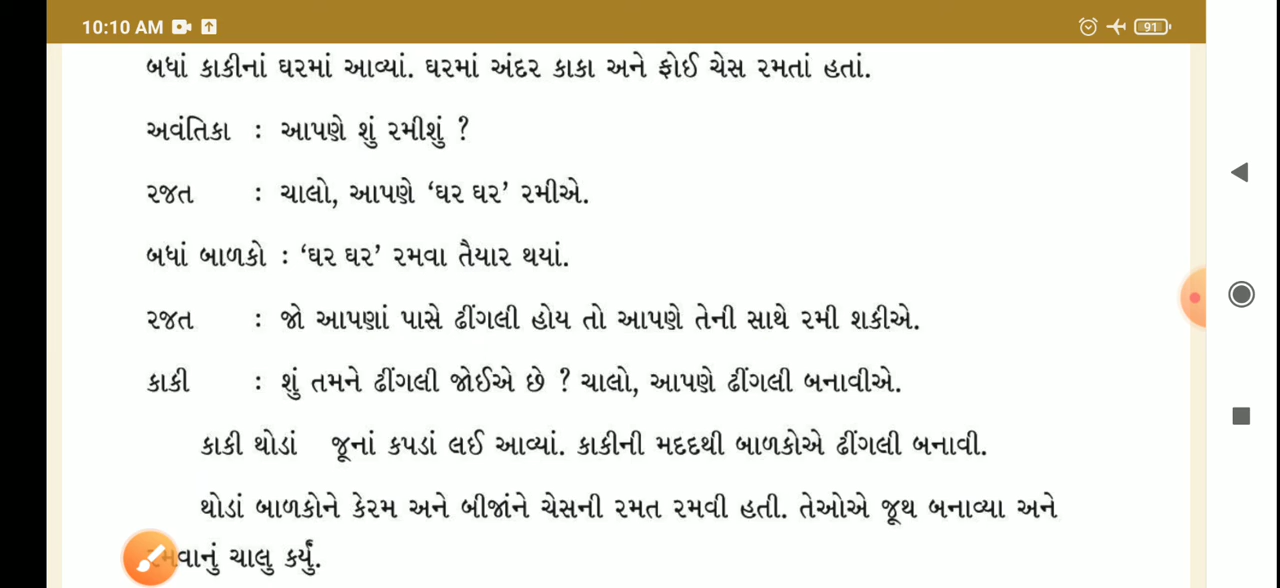 10:10 AM
91
બધાં કાકીનાં ઘરમાં આવ્યાં. ઘરમાં અંદર કાકા અને ફોઈ ચેસ રમતાં હતાં.
અવંતિકા : આપણે શું રમીશું ?
રજત : ચાલો, આપણે ‘ઘર ઘર’ રમીએ.
બધાં બાળકો : ‘ઘર ઘર’ રમવા તૈયાર થયાં.
રજત : જો આપણાં પાસે ઢીંગલી હોય તો આપણે તેની સાથે રમી શકીએ.
કાકી : શું તમને ઢીંગલી જોઈએ છે ? ચાલો, આપણે ઢીંગલી બનાવીએ.
કાકી થોડાં જૂનાં કપડાં લઈ આવ્યાં. કાકીની મદદથી બાળકોએ ઢીંગલી બનાવી.
થોડાં બાળકોને કેરમ અને બીજાંને ચેસની રમત રમવી હતી. તેઓએ જૂથ બનાવ્યા અને
રમવાનું ચાલુ કર્યું.